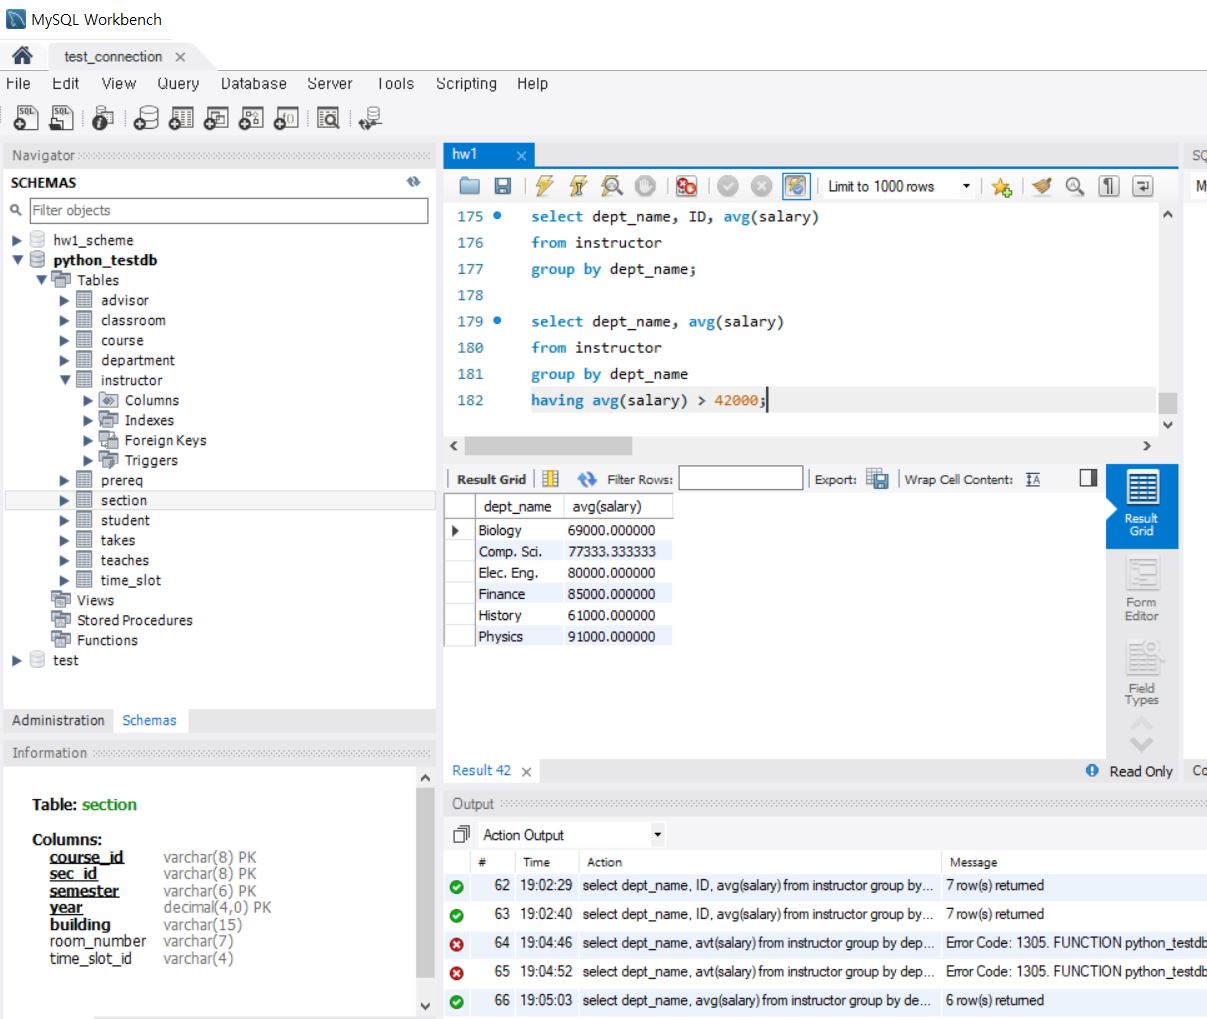 MySQL Workbench
test_connection
File Edit View Query Database Server Tools Scripting Help
Navigator
SCHEMAS
Filter objects
hw1_scheme
python_testdb
Tables
advisor
classroom
course
department
instructor
Columns
Indexes
Foreign Keys
Triggers
prereq
section
student
takes
teaches
time_slot
Views
Stored Procedures
Functions
test
Administration Schemas
Information
Table: section
Columns:
course_id varchar(8) PK
sec_id varchar(8) PK
semester varchar(6) PK
year decimal(4,0) PK
building varchar(15)
room_number varchar(7)
time_slot_id varchar(4)
hw1
Limit to 1000 rows
175 select dept_name, ID, avg(salary)
176 from instructor
177 group by dept_name;
178
179 select dept_name, avg(salary)
180 from instructor
181 group by dept_name
182 having avg(salary) > 42000;
Result Grid Filter Rows: Export: Wrap Cell Content:
dept_name avg(salary)
Biology 69000.000000
Comp. Sci. 77333.333333
Elec. Eng. 80000.000000
Finance 85000.000000
History 61000.000000
Physics 91000.000000
Result
Grid
Form
Editor
Field
Types
Result 42 Read Only
Output
Action Output
# Time Action Message
62 19:02:29 select dept_name, ID, avg(salary) from instructor group by... 7 row(s) returned
63 19:02:40 select dept_name, ID, avg(salary) from instructor group by... 7 row(s) returned
64 19:04:46 select dept_name, avt(salary) from instructor group by dep... Error Code: 1305. FUNCTION python_testdb
65 19:04:52 select dept_name, avt(salary) from instructor group by dep... Error Code: 1305. FUNCTION python_testdb
66 19:05:03 select dept_name, avg(salary) from instructor group by de... 6 row(s) returned